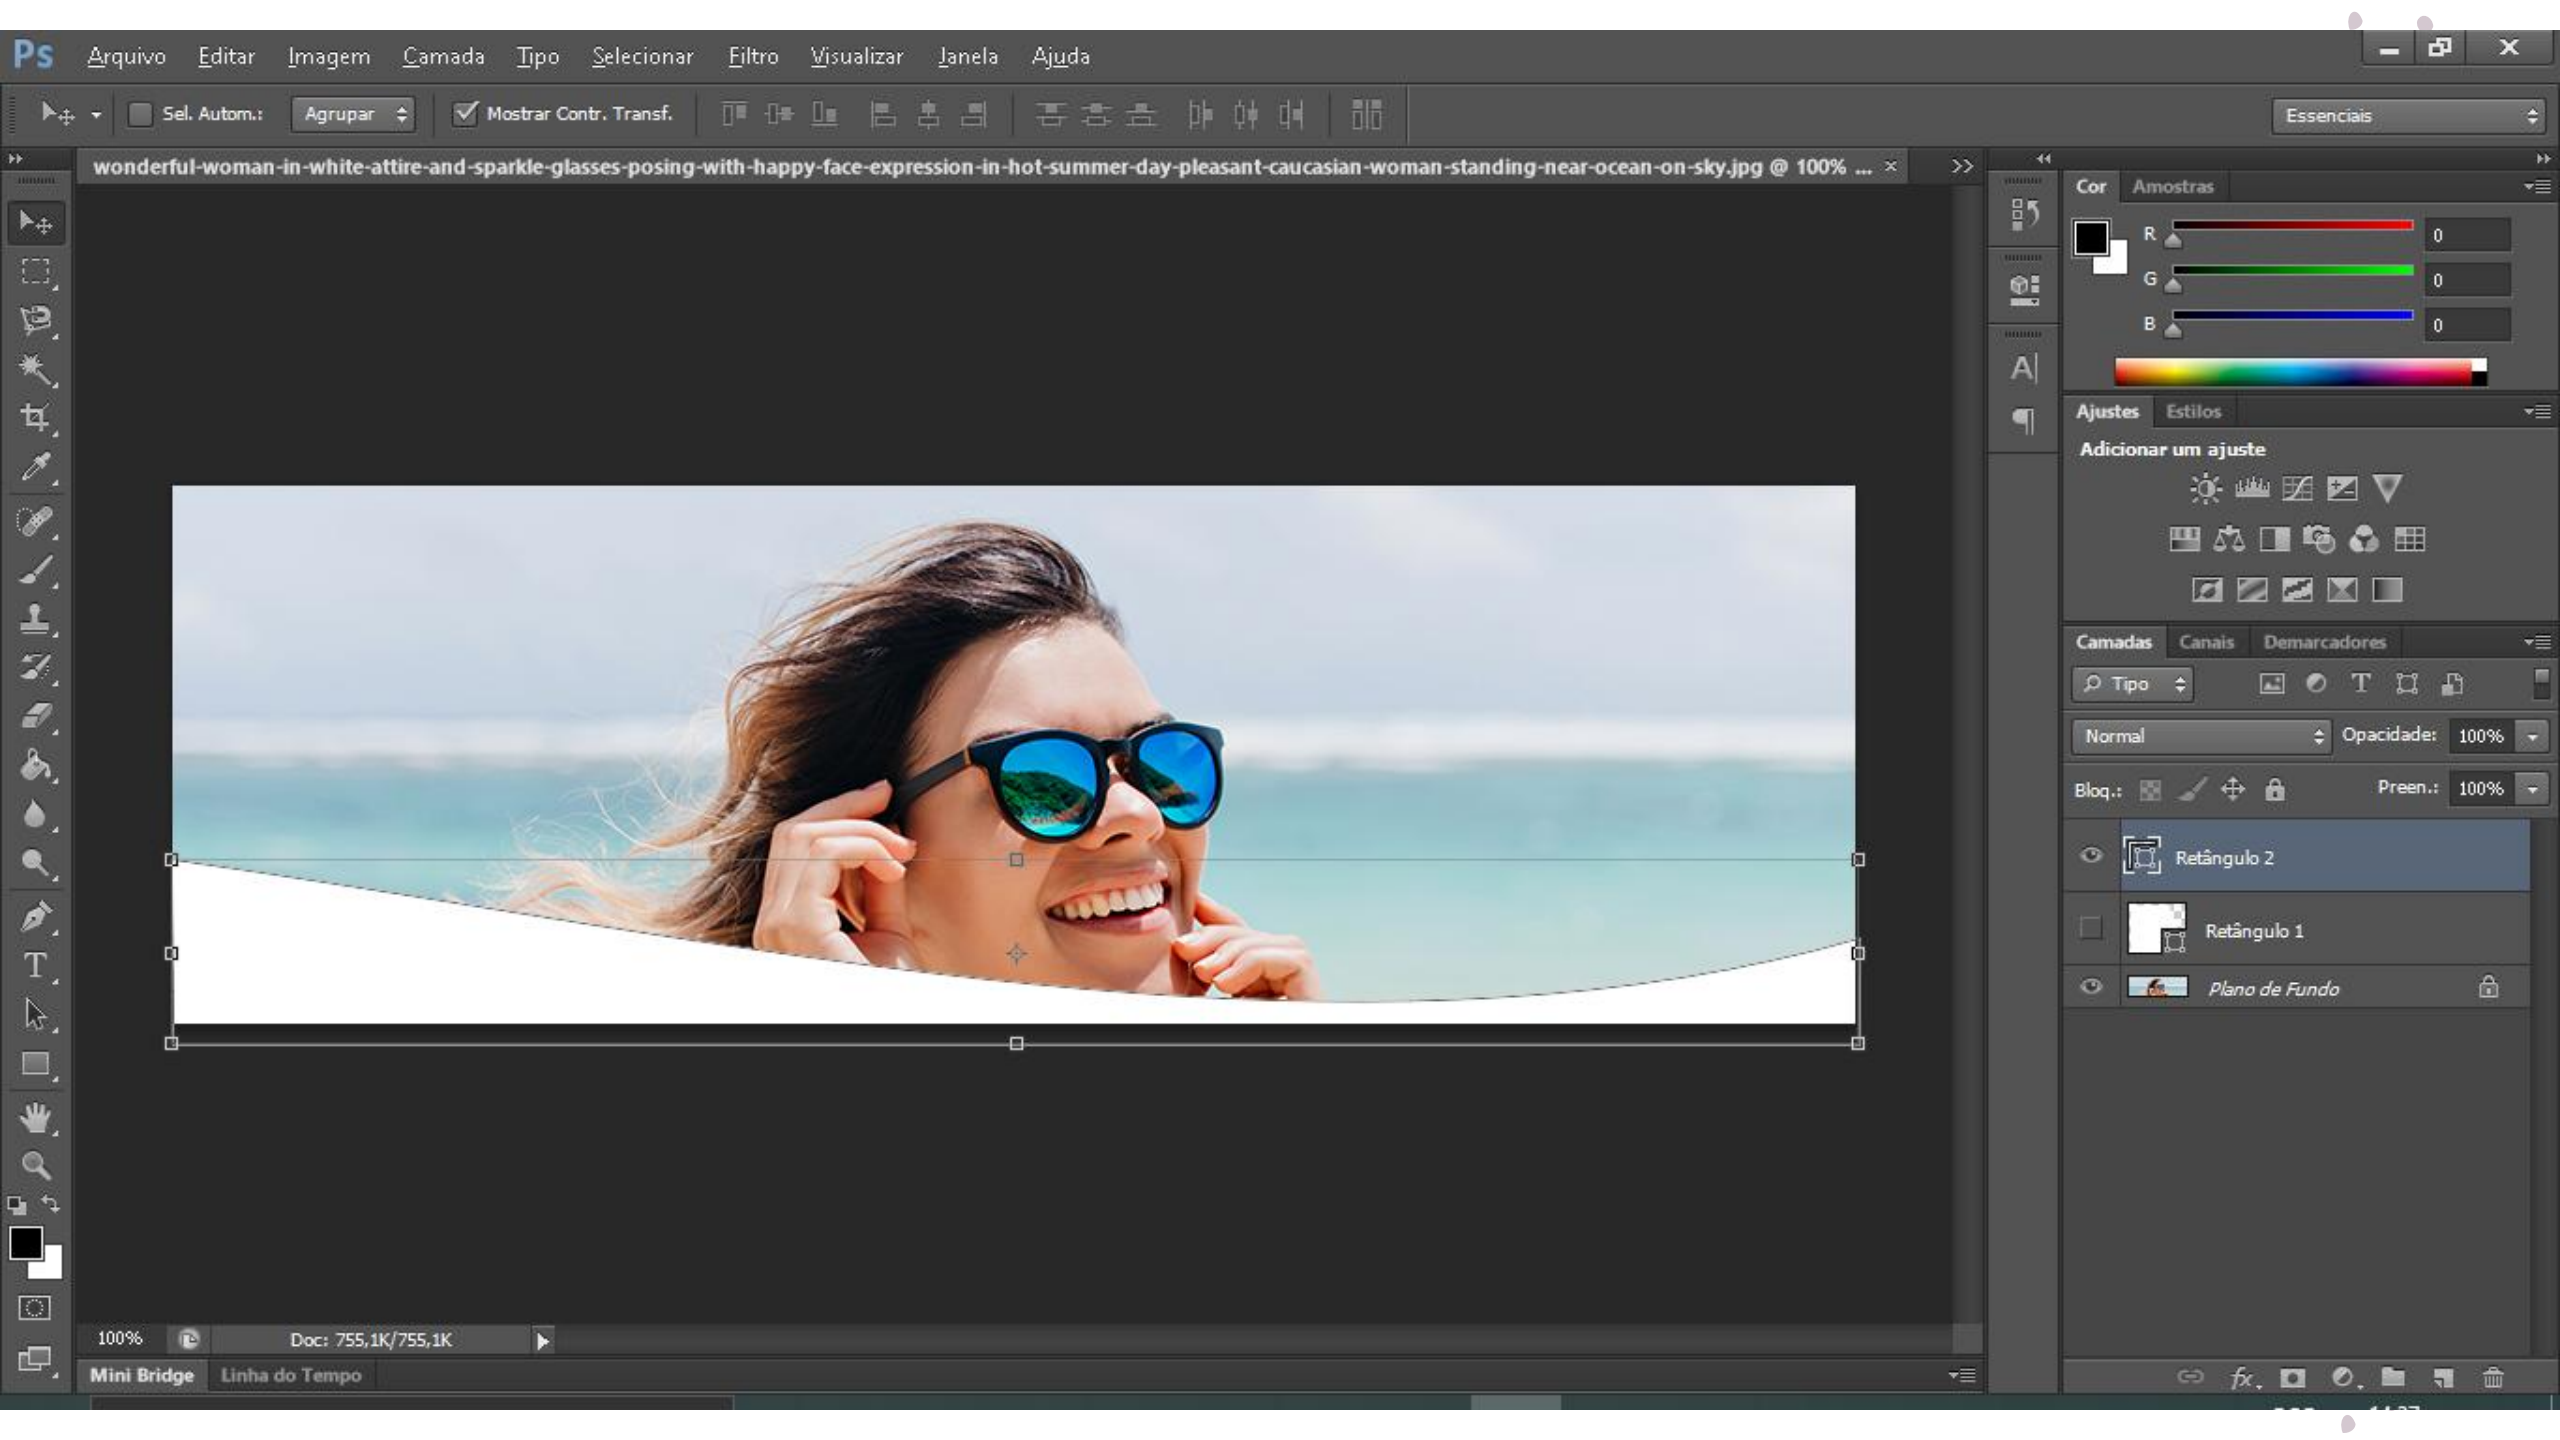 Ps Arquivo Editar Imagem Camada Tipo Selecionar Filtro Visualizar Janela Ajuda
Sel. Autom.: Agrupar Mostrar Contr. Transf. Essenciais
wonderful-woman-in-white-attire-and-sparkle-glasses-posing-with-happy-face-expression-in-hot-summer-day-pleasant-caucasian-woman-standing-near-ocean-on-sky.jpg @ 100% ...
Cor Amostras
R 0
G 0
B 0
Ajustes Estilos
Adicionar um ajuste
Camadas Canais Demarcadores
Tipo
Normal Opacidade: 100%
Bloq.: Preen.: 100%
Retângulo 2
Retângulo 1
Plano de Fundo
100% Doc: 755,1K/755,1K
Mini Bridge Linha do Tempo
fx